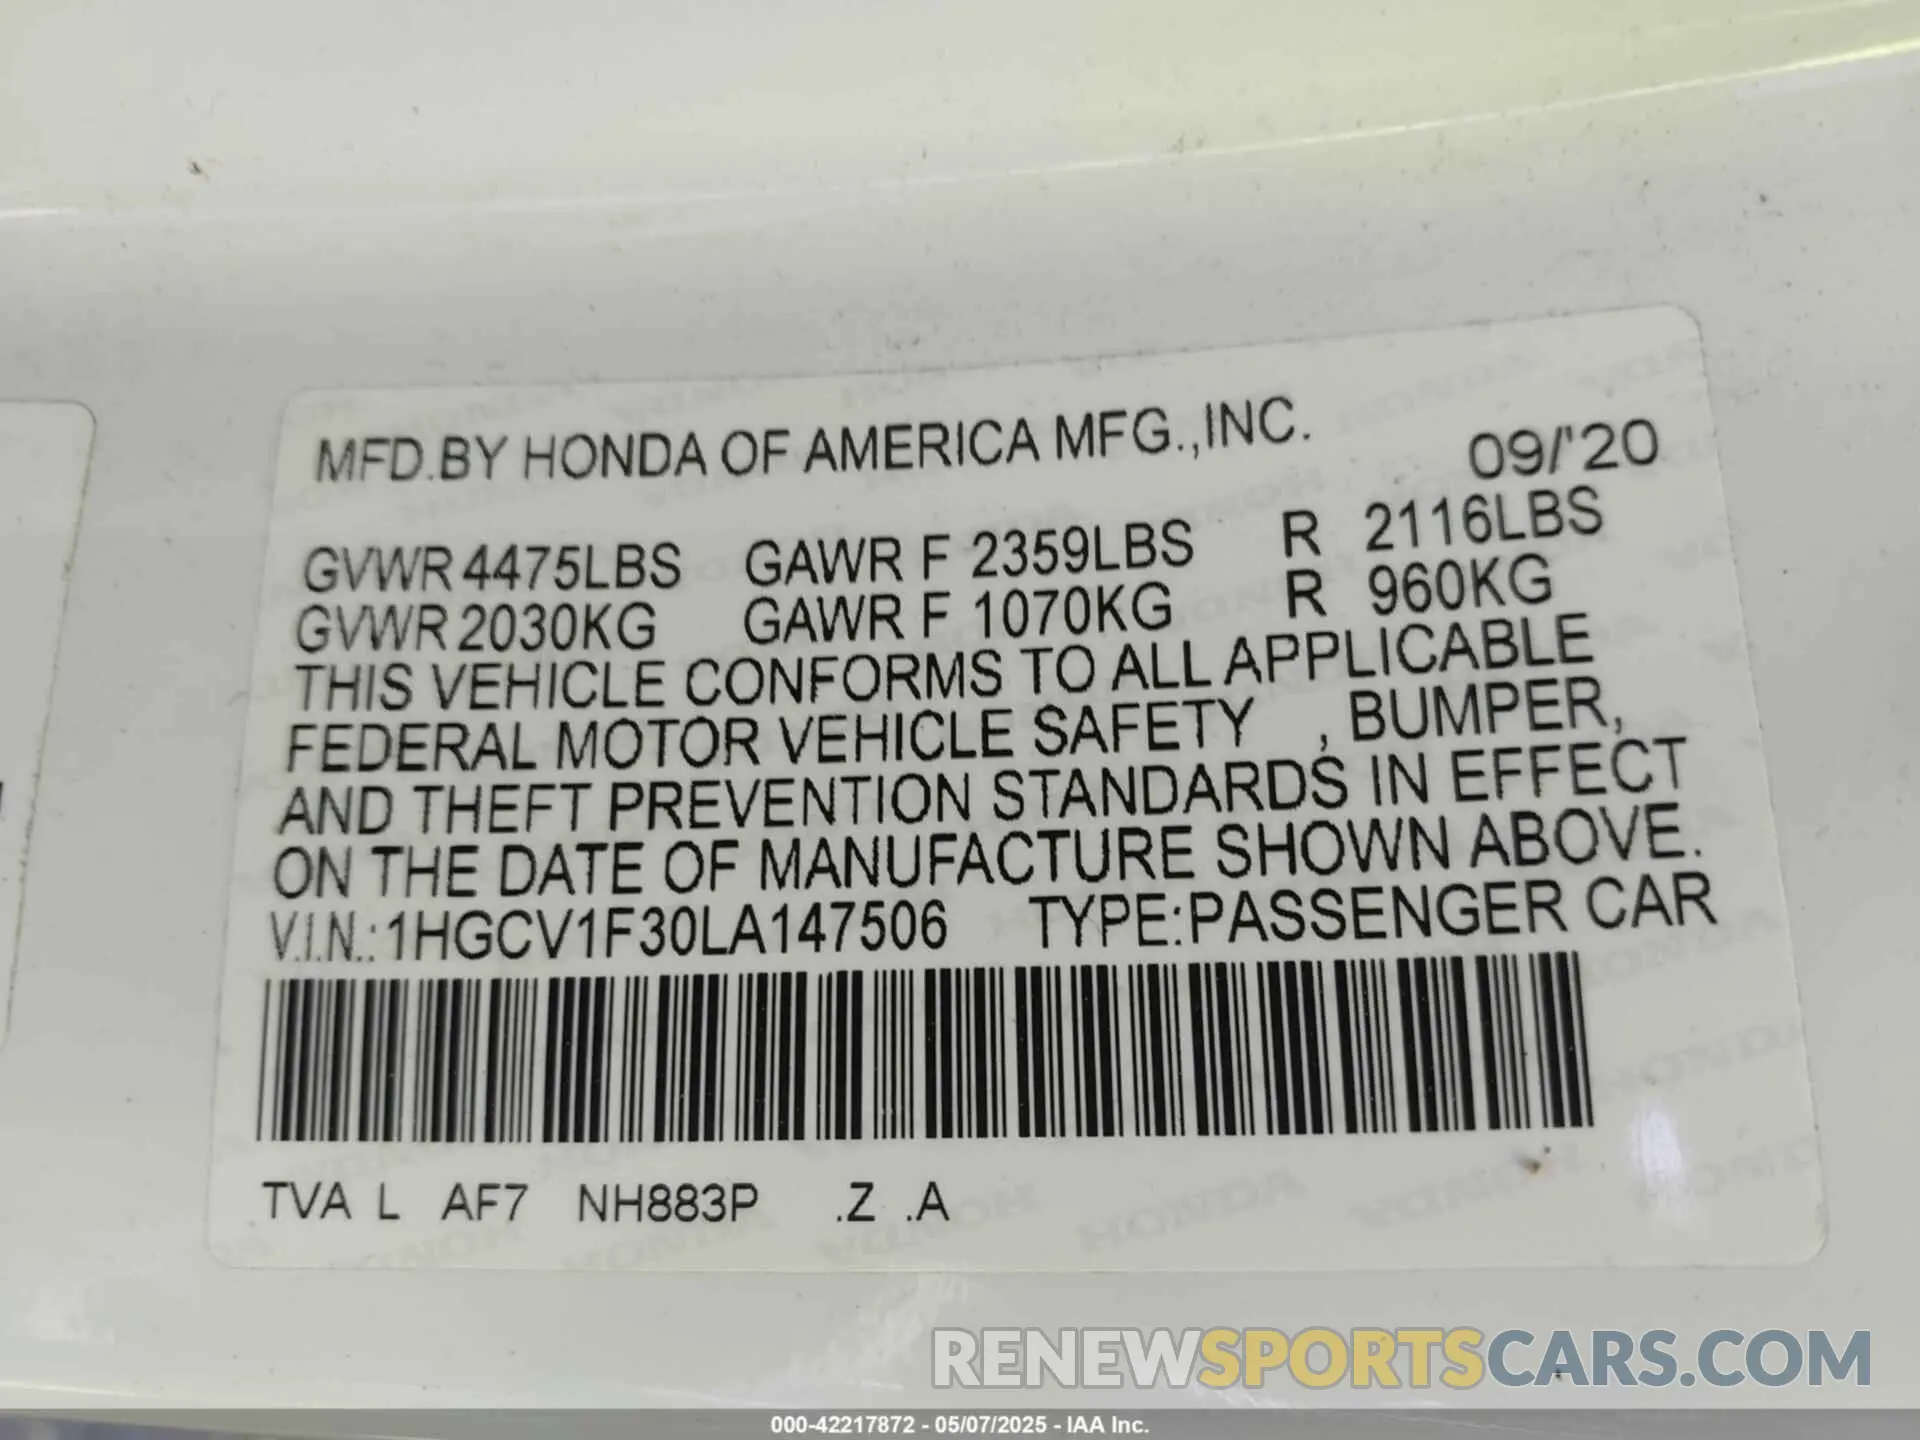 MFD.BY HONDA OF AMERICA MFG.,INC. 09/'20
GVWR 4475LBS GAWR F 2359LBS R 2116LBS
GVWR 2030KG GAWR F 1070KG R 960KG
THIS VEHICLE CONFORMS TO ALL APPLICABLE
FEDERAL MOTOR VEHICLE SAFETY , BUMPER,
AND THEFT PREVENTION STANDARDS IN EFFECT
ON THE DATE OF MANUFACTURE SHOWN ABOVE.
V.I.N.: 1HGCV1F30LA147506 TYPE:PASSENGER CAR
TVA L AF7 NH883P .Z .A
RENEWSPORTSCARS.COM
000-42217872 - 05/07/2025 - IAA Inc.